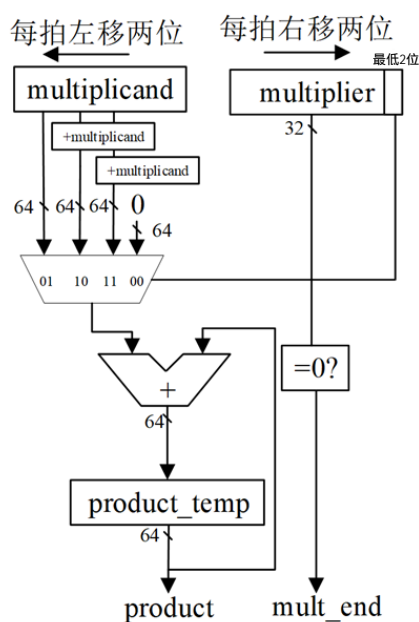 每拍左移两位
每拍右移两位
最低2位
multiplicand
multiplier
+multiplicand
32
+multiplicand
64
64
64
0
64
01
10
11
00
+
=0?
64
product_temp
64
product
mult_end